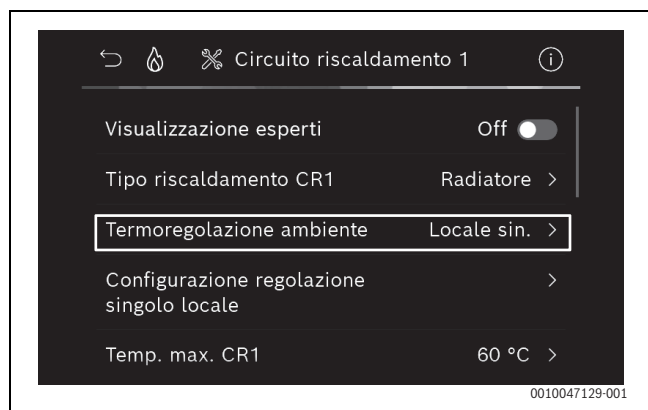 Circuito riscaldamento 1
Visualizzazione esperti Off
Tipo riscaldamento CR1 Radiatore >
Termoregolazione ambiente Locale sin. >
Configurazione regolazione >
singolo locale
Temp. max. CR1 60 °C >
0010047129-001